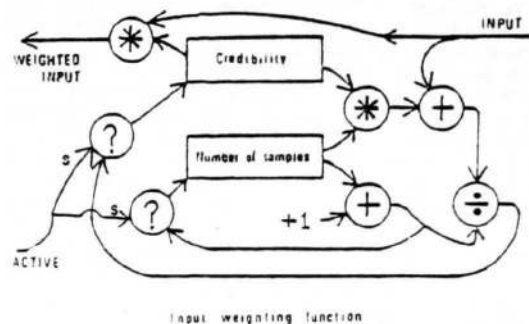 INPUT
WEIGHTED
INPUT
*
Credibility
*
+
?
s
Number of samples
s
?
+1
+
÷
ACTIVE
Input weighting function